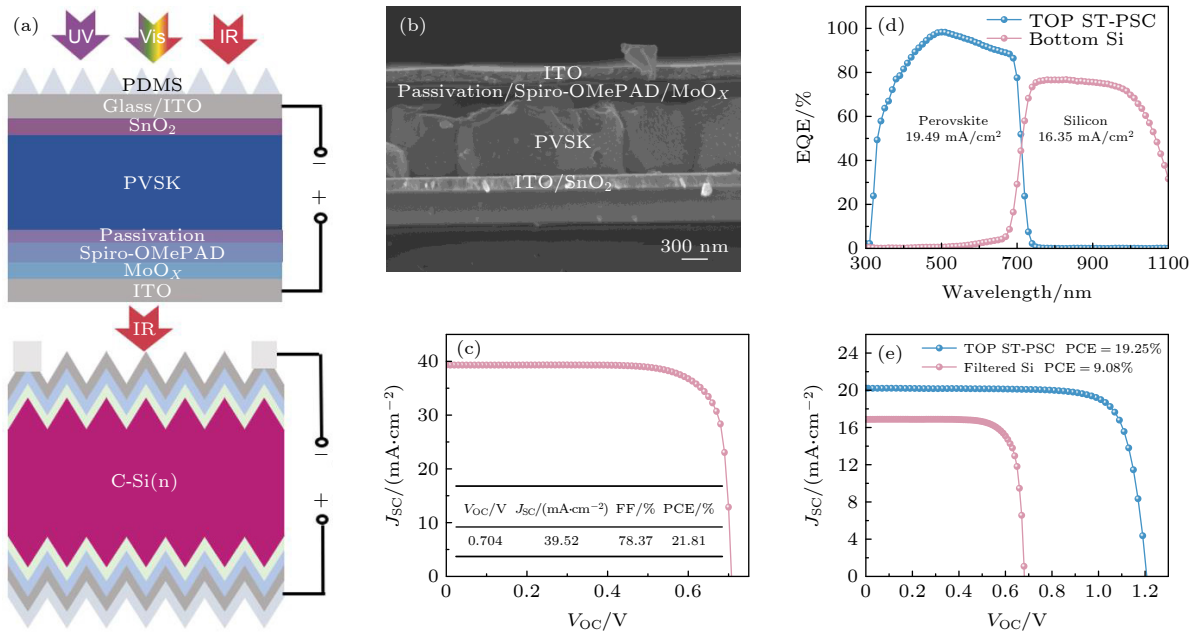 (a)
UV
Vis
IR
PDMS
Glass/ITO
SnO₂
PVSK
Passivation
Spiro-OMePAD
MoOₓ
ITO
−
+
IR
C-Si(n)
−
+
(b)
ITO
Passivation/Spiro-OMePAD/MoOₓ
PVSK
ITO/SnO₂
300 nm
(c)
J_SC/(mA·cm⁻²)
40
30
20
10
0
V_OC/V J_SC/(mA·cm⁻²) FF/% PCE/%
0.704 39.52 78.37 21.81
0 0.2 0.4 0.6
V_OC/V
(d)
TOP ST-PSC
Bottom Si
EQE/%
100
80
60
40
20
0
Perovskite
19.49 mA/cm²
Silicon
16.35 mA/cm²
300 500 700 900 1100
Wavelength/nm
(e)
TOP ST-PSC PCE = 19.25%
Filtered Si PCE = 9.08%
J_SC/(mA·cm⁻²)
24
20
16
12
8
4
0
0 0.2 0.4 0.6 0.8 1.0 1.2
V_OC/V